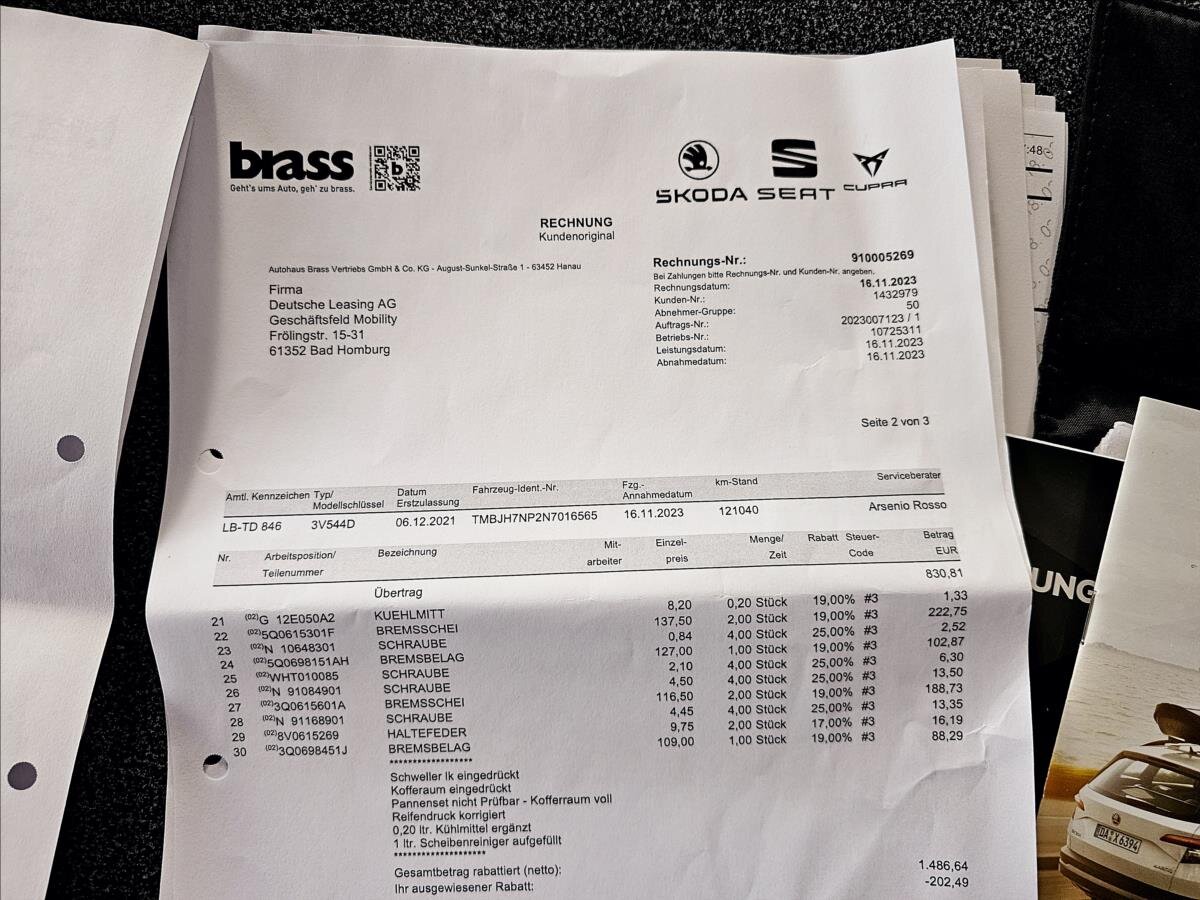 brass
Geht's ums Auto, geh' zu brass.
b
ŠKODA SEAT CUPRA
RECHNUNG
Kundenoriginal
Autohaus Brass Vertriebs GmbH & Co. KG - August-Sunkel-Straße 1 - 63452 Hanau
Firma
Deutsche Leasing AG
Geschäftsfeld Mobility
Frölingstr. 15-31
61352 Bad Homburg
Rechnungs-Nr.: 910005269
Bei Zahlungen bitte Rechnungs-Nr. und Kunden-Nr. angeben.
Rechnungsdatum: 16.11.2023
Kunden-Nr.: 1432979
Abnehmer-Gruppe: 50
Auftrags-Nr.: 2023007123 / 1
Betriebs-Nr.: 10725311
Leistungsdatum: 16.11.2023
Abnahmedatum: 16.11.2023
Seite 2 von 3
Amtl. Kennzeichen Typ/ Modellschlüssel Datum Erstzulassung Fahrzeug-Ident.-Nr. Fzg.- Annahmedatum km-Stand Serviceberater
LB-TD 846 3V544D 06.12.2021 TMBJH7NP2N7016565 16.11.2023 121040 Arsenio Rosso
Nr. Arbeitsposition/ Bezeichnung Mit- Einzel- Menge/ Rabatt Steuer- Betrag
Teilenummer arbeiter preis Zeit Code EUR
Übertrag 830,81
21 (02)G 12E050A2 KUEHLMITT 8,20 0,20 Stück 19,00% #3 1,33
22 (02)5Q0615301F BREMSSCHEI 137,50 2,00 Stück 19,00% #3 222,75
23 (02)N 10648301 SCHRAUBE 0,84 4,00 Stück 25,00% #3 2,52
24 (02)5Q0698151AH BREMSBELAG 127,00 1,00 Stück 19,00% #3 102,87
25 (02)WHT010085 SCHRAUBE 2,10 4,00 Stück 25,00% #3 6,30
26 (02)N 91084901 SCHRAUBE 4,50 4,00 Stück 25,00% #3 13,50
27 (02)3Q0615601A BREMSSCHEI 116,50 2,00 Stück 19,00% #3 188,73
28 (02)N 91168901 SCHRAUBE 4,45 4,00 Stück 25,00% #3 13,35
29 (02)8V0615269 HALTEFEDER 9,75 2,00 Stück 17,00% #3 16,19
30 (02)3Q0698451J BREMSBELAG 109,00 1,00 Stück 19,00% #3 88,29
******************
Schweller lk eingedrückt
Kofferaum eingedrückt
Pannenset nicht Prüfbar - Kofferraum voll
Reifendruck korrigiert
0,20 ltr. Kühlmittel ergänzt
1 ltr. Scheibenreiniger aufgefüllt
********************
Gesamtbetrag rabattiert (netto): 1.486,64
Ihr ausgewiesener Rabatt: -202,49
:48
UNG
DA X 6394